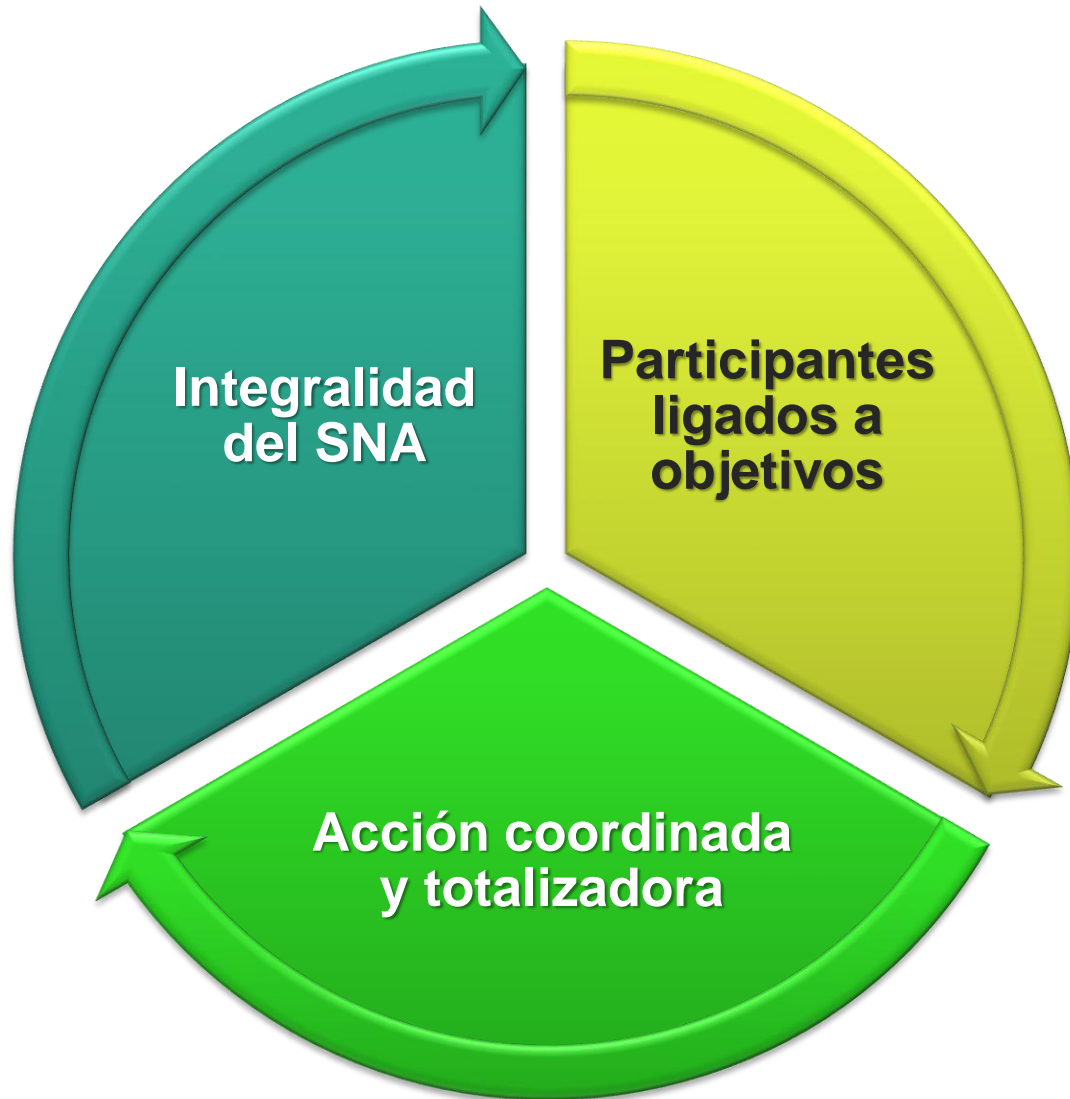 Integralidad
del SNA
Participantes
ligados a
objetivos
Acción coordinada
y totalizadora